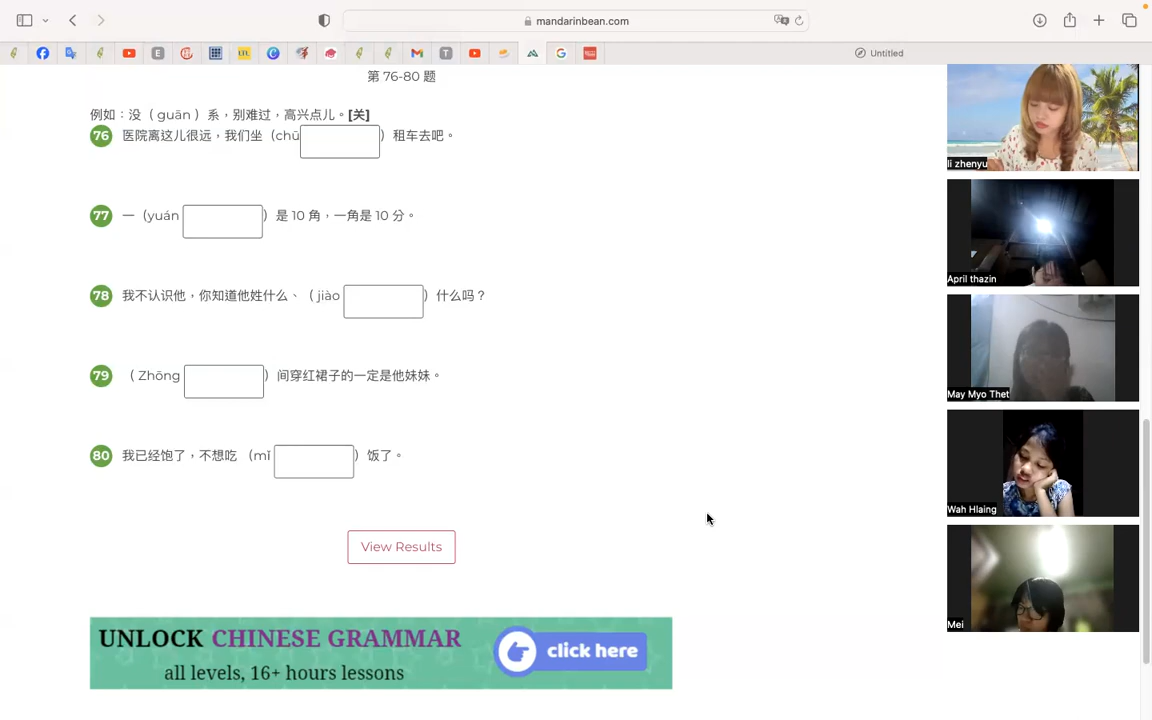 mandarinbean.com
Untitled
第 76-80 题
例如：没（ guān ）系，别难过，高兴点儿。[关]
76 医院离这儿很远，我们坐（chū ）租车去吧。
77 一（yuán ）是 10 角，一角是 10 分。
78 我不认识他，你知道他姓什么、（ jiào ）什么吗？
79 （ Zhōng ）间穿红裙子的一定是他妹妹。
80 我已经饱了，不想吃 （mǐ ）饭了。
View Results
UNLOCK CHINESE GRAMMAR
all levels, 16+ hours lessons
click here
li zhenyu
April thazin
May Myo Thet
Wah Hlaing
Mei